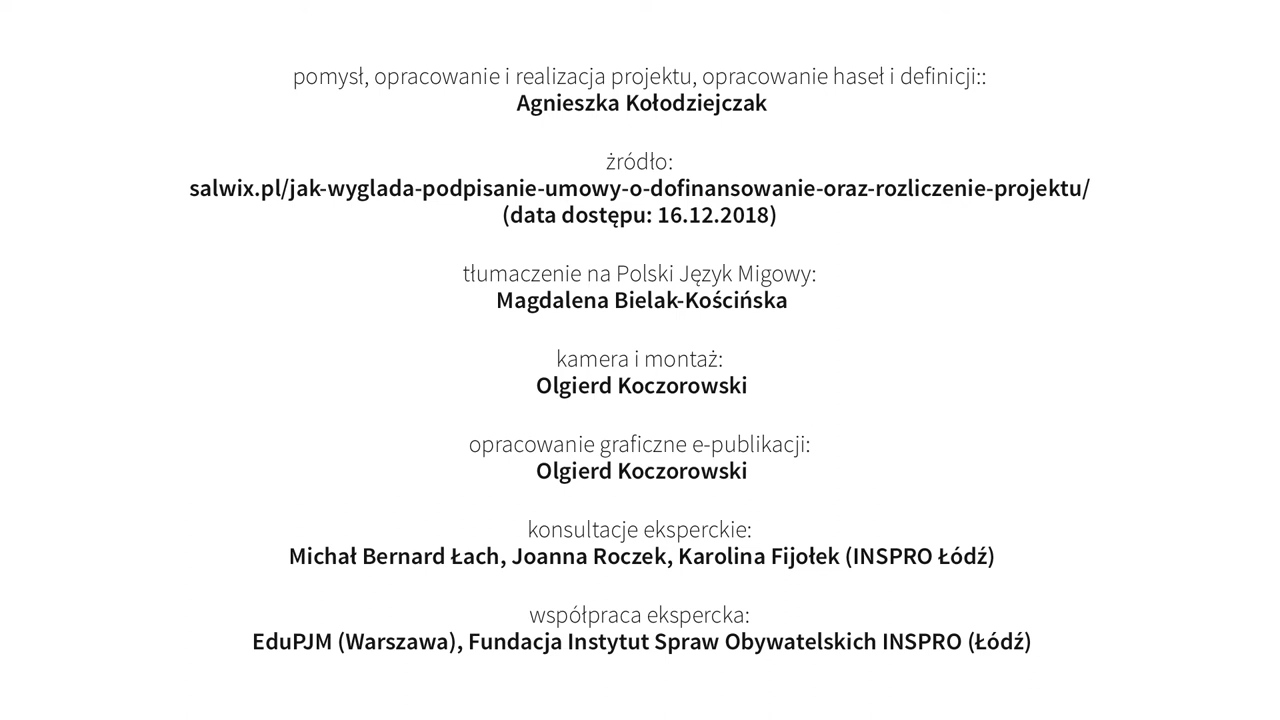 pomysł, opracowanie i realizacja projektu, opracowanie haseł i definicji::
Agnieszka Kołodziejczak
żródło:
salwix.pl/jak-wyglada-podpisanie-umowy-o-dofinansowanie-oraz-rozliczenie-projektu/
(data dostępu: 16.12.2018)
tłumaczenie na Polski Język Migowy:
Magdalena Bielak-Kościńska
kamera i montaż:
Olgierd Koczorowski
opracowanie graficzne e-publikacji:
Olgierd Koczorowski
konsultacje eksperckie:
Michał Bernard Łach, Joanna Roczek, Karolina Fijołek (INSPRO Łódź)
współpraca ekspercka:
EduPJM (Warszawa), Fundacja Instytut Spraw Obywatelskich INSPRO (Łódź)